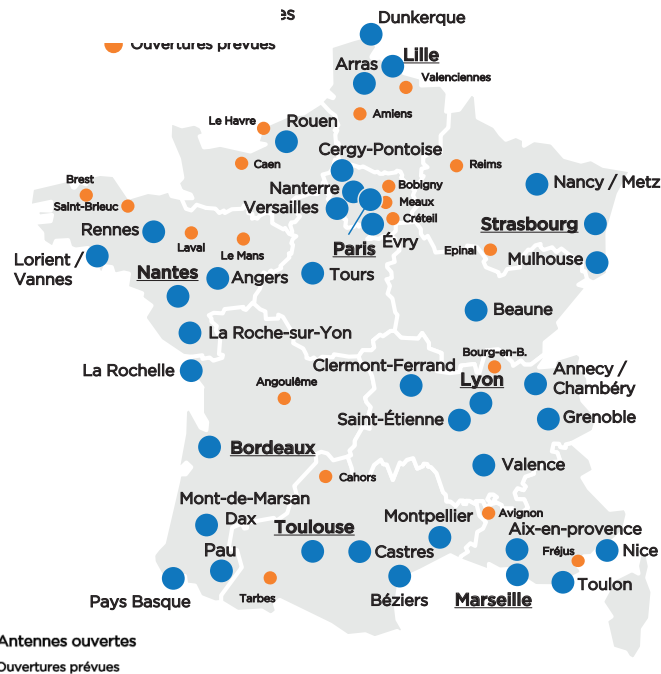 Dunkerque
Ouvertures prévues
Lille
Arras
Valenciennes
Amiens
Le Havre
Rouen
Cergy-Pontoise
Caen
Reims
Brest
Nanterre
Bobigny
Nancy / Metz
Saint-Brieuc
Versailles
Meaux
Créteil
Strasbourg
Rennes
Laval
Le Mans
Paris
Évry
Epinal
Mulhouse
Lorient /
Vannes
Nantes
Angers
Tours
Beaune
La Roche-sur-Yon
La Rochelle
Clermont-Ferrand
Bourg-en-B.
Annecy /
Chambéry
Angoulême
Lyon
Saint-Étienne
Grenoble
Bordeaux
Valence
Cahors
Mont-de-Marsan
Dax
Toulouse
Montpellier
Avignon
Aix-en-provence
Pau
Castres
Fréjus
Nice
Pays Basque
Tarbes
Béziers
Marseille
Toulon
Antennes ouvertes
Ouvertures prévues